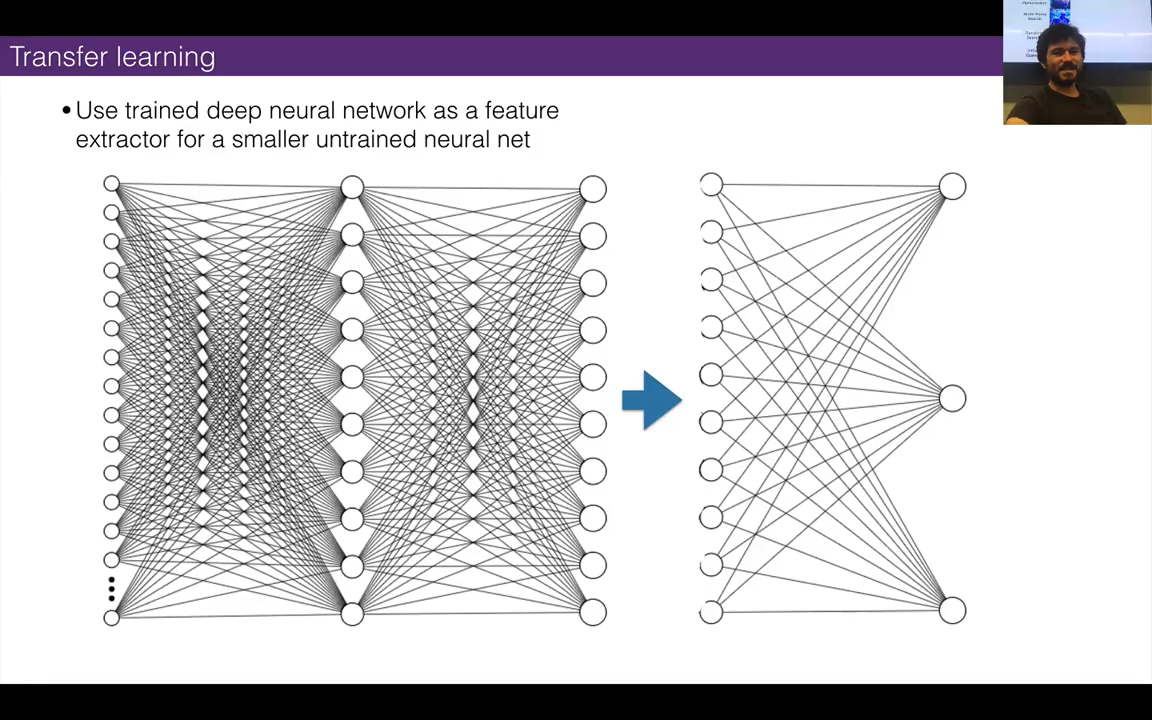 Transfer learning
•Use trained deep neural network as a feature
extractor for a smaller untrained neural net